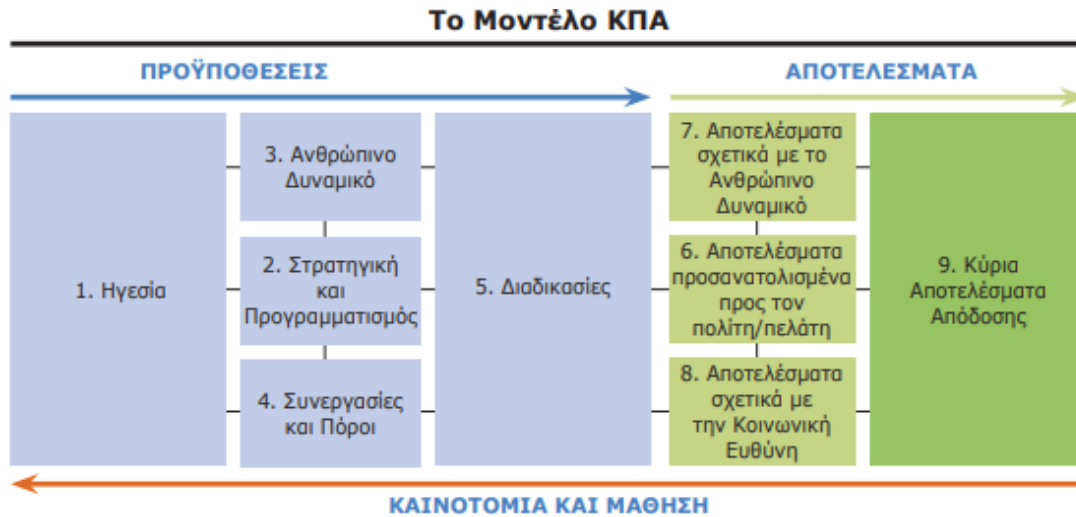 Το Μοντέλο ΚΠΑ
ΠΡΟΫΠΟΘΕΣΕΙΣ
ΑΠΟΤΕΛΕΣΜΑΤΑ
1. Ηγεσία
3. Ανθρώπινο
Δυναμικό
2. Στρατηγική
και
Προγραμματισμός
4. Συνεργασίες
και Πόροι
5. Διαδικασίες
7. Αποτελέσματα
σχετικά με το
Ανθρώπινο
Δυναμικό
6. Αποτελέσματα
προσανατολισμένα
προς τον
πολίτη/πελάτη
8. Αποτελέσματα
σχετικά με
την Κοινωνική
Ευθύνη
9. Κύρια
Αποτελέσματα
Απόδοσης
ΚΑΙΝΟΤΟΜΙΑ ΚΑΙ ΜΑΘΗΣΗ